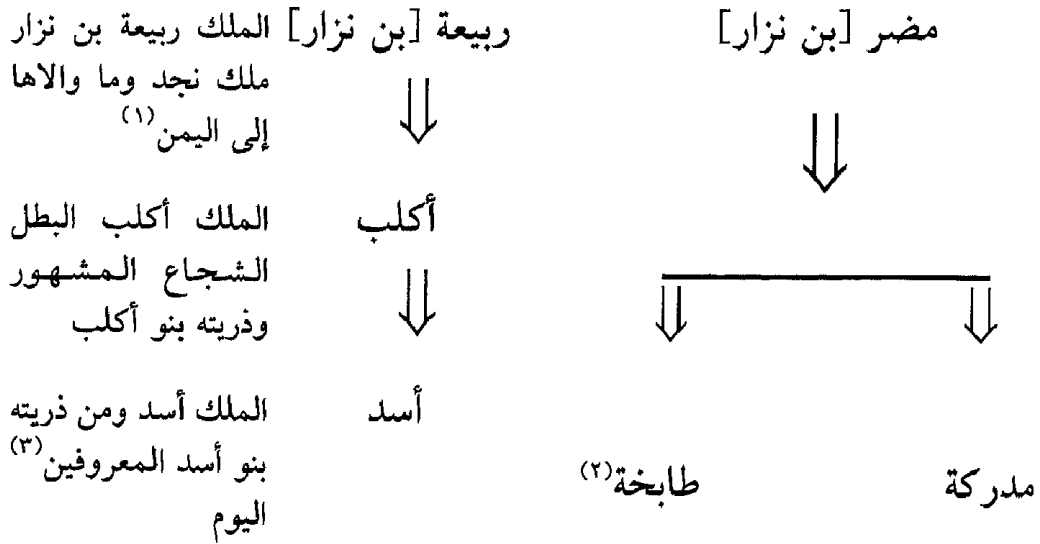 مضر [بن نزار]
ربيعة [بن نزار]
الملك ربيعة بن نزار
ملك نجد وما والاها
إلى اليمن(١)
أكلب
الملك أكلب البطل
الشجاع المشهور
وذريته بنو أكلب
أسد
الملك أسد ومن ذريته
بنو أسد المعروفين(٣)
اليوم
مدركة
طابخة(٢)